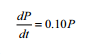 dP/dt = 0.10P